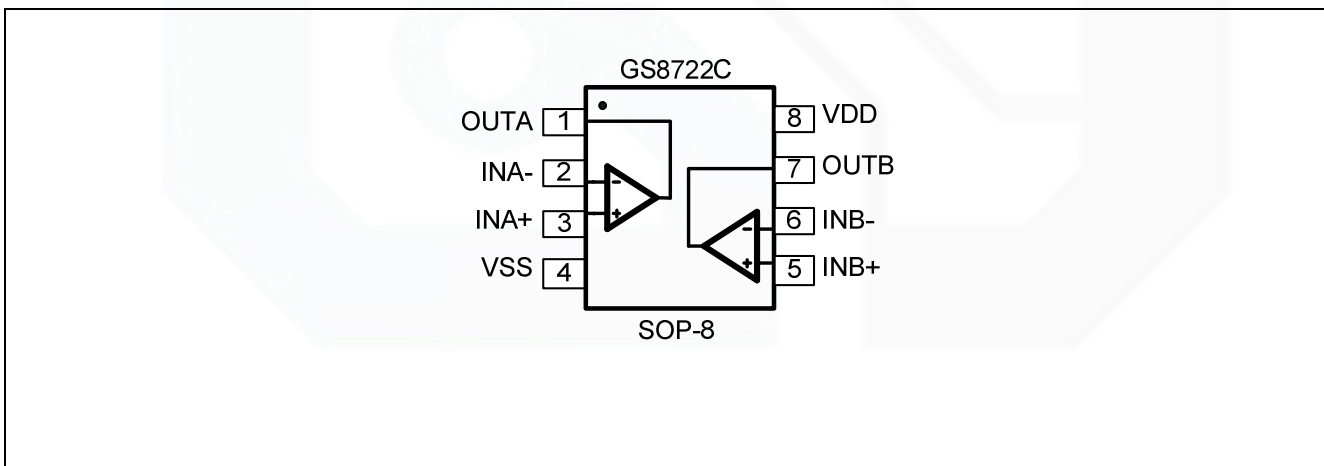 GS8722C
OUTA 1
INA- 2
INA+ 3
VSS 4
8 VDD
7 OUTB
6 INB-
5 INB+
- +
- +
SOP-8